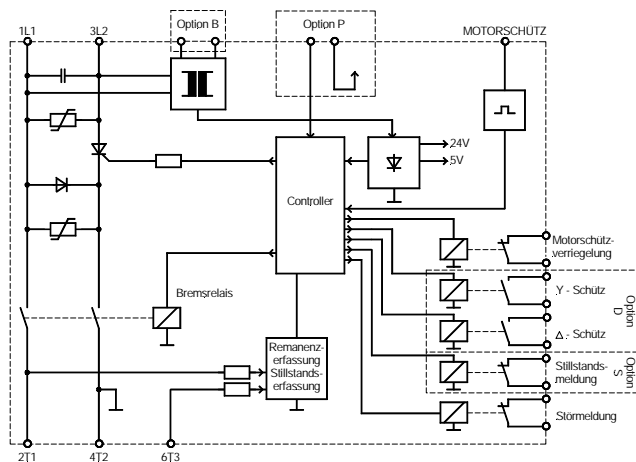 1L1
3L2
Option B
Option P
MOTORSCHÜTZ
24V
5V
Controller
Motorschütz-
verriegelung
Bremsrelais
Y - Schütz
Option
D
Δ - Schütz
Remanenz-
erfassung
Stillstands-
erfassung
Stillstands-
meldung
Option
S
Störmeldung
2T1
4T2
6T3